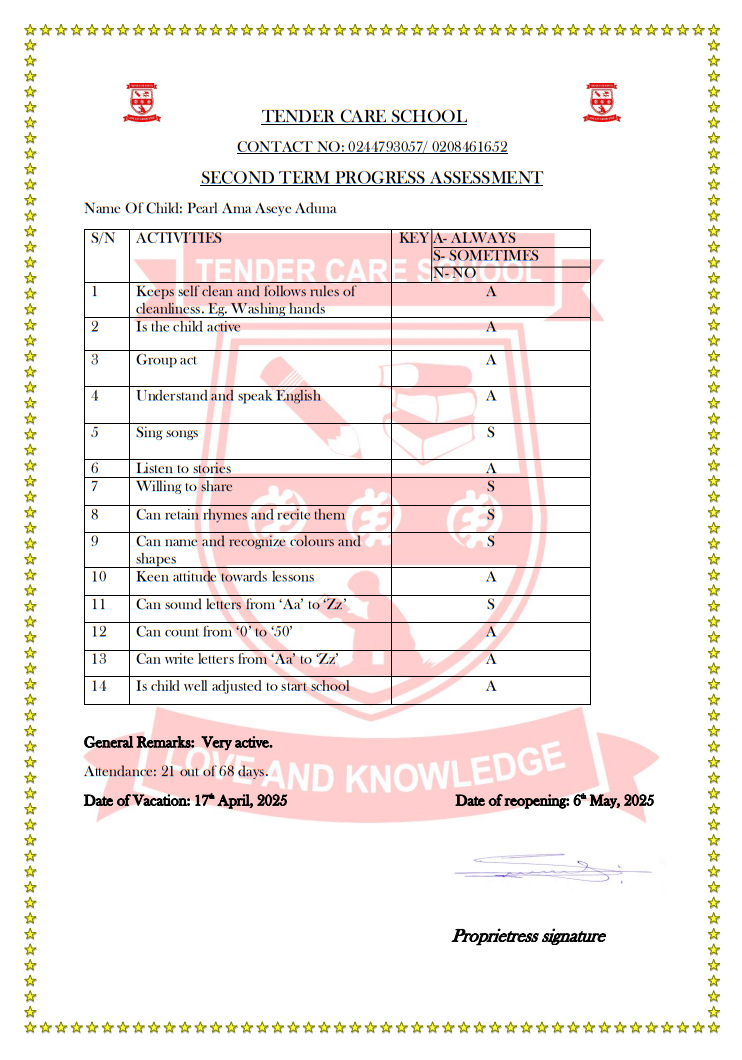 TENDER CARE SCHOOL
CONTACT NO: 0244793057/ 0208461652
SECOND TERM PROGRESS ASSESSMENT
Name Of Child: Pearl Ama Aseye Aduna
S/N ACTIVITIES KEY A- ALWAYS
S- SOMETIMES
N- NO
1 Keeps self clean and follows rules of A
cleanliness. Eg. Washing hands
2 Is the child active A
3 Group act A
4 Understand and speak English A
5 Sing songs S
6 Listen to stories A
7 Willing to share S
8 Can retain rhymes and recite them S
9 Can name and recognize colours and S
shapes
10 Keen attitude towards lessons A
11 Can sound letters from ‘Aa’ to ‘Zz’ S
12 Can count from ‘0’ to ‘50’ A
13 Can write letters from ‘Aa’ to ‘Zz’ A
14 Is child well adjusted to start school A
General Remarks: Very active.
Attendance: 21 out of 68 days.
Date of Vacation: 17th April, 2025 Date of reopening: 6th May, 2025
Proprietress signature
TENDER CARE SCHOOL
LOVE AND KNOWLEDGE